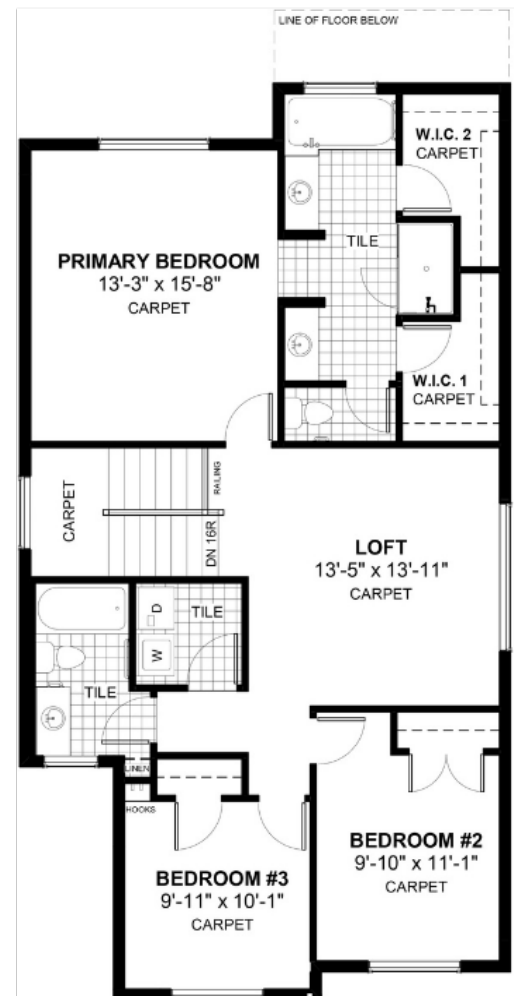 LINE OF FLOOR BELOW
W.I.C. 2
CARPET
TILE
PRIMARY BEDROOM
13'-3" x 15'-8"
CARPET
W.I.C. 1
CARPET
CARPET
RAILING
DN 16R
LOFT
13'-5" x 13'-11"
CARPET
D
TILE
W
TILE
LINEN
HOOKS
BEDROOM #2
9'-10" x 11'-1"
CARPET
BEDROOM #3
9'-11" x 10'-1"
CARPET